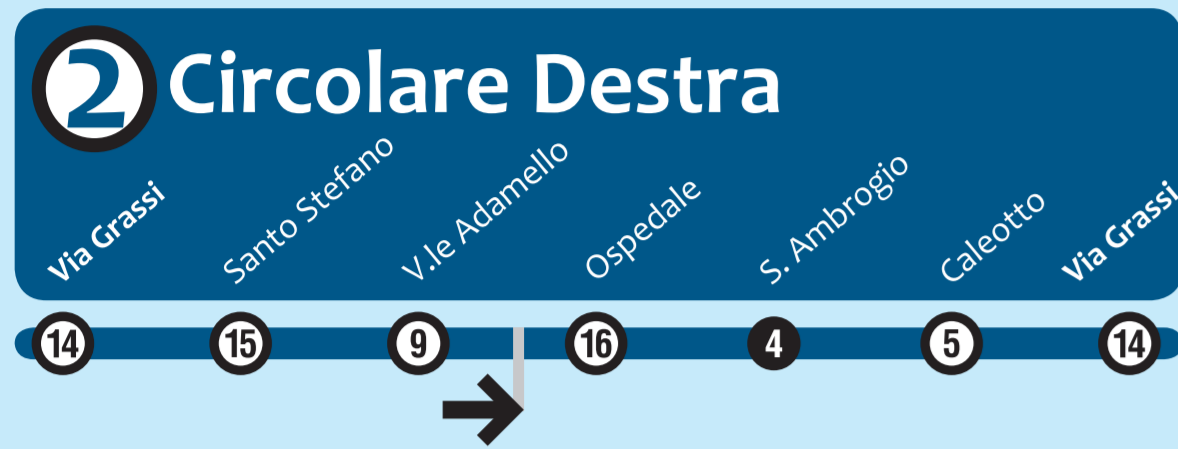 2 Circolare Destra
Via Grassi
Santo Stefano
V.le Adamello
Ospedale
S. Ambrogio
Caleotto
Via Grassi
14 15 9 16 4 5 14